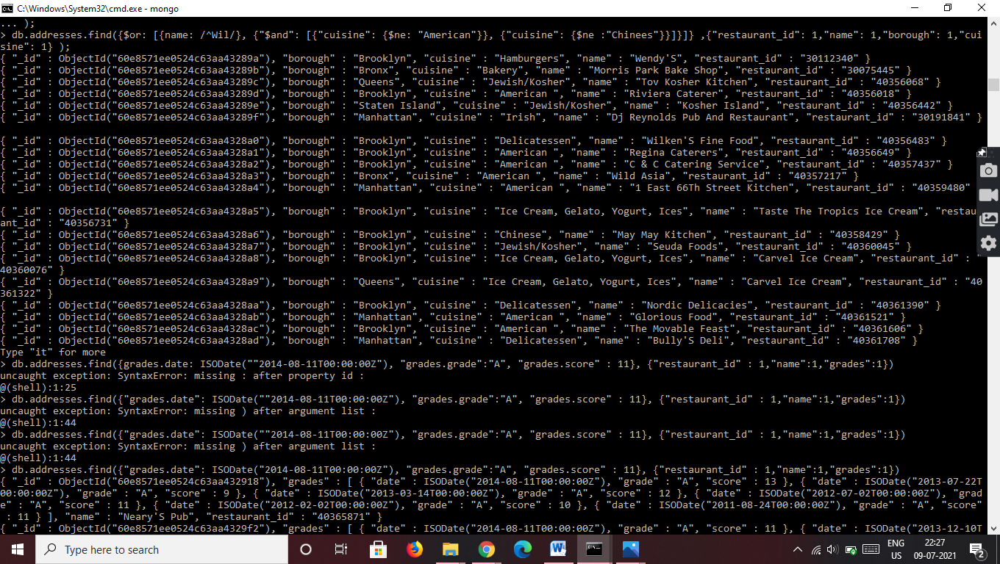 C:\Windows\System32\cmd.exe - mongo
... );
> db.addresses.find({$or: [{name: /^Wil/}, {"$and": [{"cuisine": {$ne: "American"}}, {"cuisine": {$ne :"Chinees"}}]}]} ,{"restaurant_id": 1,"name": 1,"borough": 1,"cui
sine": 1} );
{ "_id" : ObjectId("60e8571ee0524c63aa43289a"), "borough" : "Brooklyn", "cuisine" : "Hamburgers", "name" : "Wendy'S", "restaurant_id" : "30112340" }
{ "_id" : ObjectId("60e8571ee0524c63aa43289b"), "borough" : "Bronx", "cuisine" : "Bakery", "name" : "Morris Park Bake Shop", "restaurant_id" : "30075445" }
{ "_id" : ObjectId("60e8571ee0524c63aa43289c"), "borough" : "Queens", "cuisine" : "Jewish/Kosher", "name" : "Tov Kosher Kitchen", "restaurant_id" : "40356068" }
{ "_id" : ObjectId("60e8571ee0524c63aa43289d"), "borough" : "Brooklyn", "cuisine" : "American ", "name" : "Riviera Caterer", "restaurant_id" : "40356018" }
{ "_id" : ObjectId("60e8571ee0524c63aa43289e"), "borough" : "Staten Island", "cuisine" : "Jewish/Kosher", "name" : "Kosher Island", "restaurant_id" : "40356442" }
{ "_id" : ObjectId("60e8571ee0524c63aa43289f"), "borough" : "Manhattan", "cuisine" : "Irish", "name" : "Dj Reynolds Pub And Restaurant", "restaurant_id" : "30191841" }
{ "_id" : ObjectId("60e8571ee0524c63aa4328a0"), "borough" : "Brooklyn", "cuisine" : "Delicatessen", "name" : "Wilken'S Fine Food", "restaurant_id" : "40356483" }
{ "_id" : ObjectId("60e8571ee0524c63aa4328a1"), "borough" : "Brooklyn", "cuisine" : "American ", "name" : "Regina Caterers", "restaurant_id" : "40356649" }
{ "_id" : ObjectId("60e8571ee0524c63aa4328a2"), "borough" : "Brooklyn", "cuisine" : "American ", "name" : "C & C Catering Service", "restaurant_id" : "40357437" }
{ "_id" : ObjectId("60e8571ee0524c63aa4328a3"), "borough" : "Bronx", "cuisine" : "American ", "name" : "Wild Asia", "restaurant_id" : "40357217" }
{ "_id" : ObjectId("60e8571ee0524c63aa4328a4"), "borough" : "Manhattan", "cuisine" : "American ", "name" : "1 East 66Th Street Kitchen", "restaurant_id" : "40359480"
{ "_id" : ObjectId("60e8571ee0524c63aa4328a5"), "borough" : "Brooklyn", "cuisine" : "Ice Cream, Gelato, Yogurt, Ices", "name" : "Taste The Tropics Ice Cream", "restau
ant_id" : "40356731" }
{ "_id" : ObjectId("60e8571ee0524c63aa4328a6"), "borough" : "Brooklyn", "cuisine" : "Chinese", "name" : "May May Kitchen", "restaurant_id" : "40358429" }
{ "_id" : ObjectId("60e8571ee0524c63aa4328a7"), "borough" : "Brooklyn", "cuisine" : "Jewish/Kosher", "name" : "Seuda Foods", "restaurant_id" : "40360045" }
{ "_id" : ObjectId("60e8571ee0524c63aa4328a8"), "borough" : "Brooklyn", "cuisine" : "Ice Cream, Gelato, Yogurt, Ices", "name" : "Carvel Ice Cream", "restaurant_id" : "
40360076" }
{ "_id" : ObjectId("60e8571ee0524c63aa4328a9"), "borough" : "Queens", "cuisine" : "Ice Cream, Gelato, Yogurt, Ices", "name" : "Carvel Ice Cream", "restaurant_id" : "40
361322" }
{ "_id" : ObjectId("60e8571ee0524c63aa4328aa"), "borough" : "Brooklyn", "cuisine" : "Delicatessen", "name" : "Nordic Delicacies", "restaurant_id" : "40361390" }
{ "_id" : ObjectId("60e8571ee0524c63aa4328ab"), "borough" : "Manhattan", "cuisine" : "American ", "name" : "Glorious Food", "restaurant_id" : "40361521" }
{ "_id" : ObjectId("60e8571ee0524c63aa4328ac"), "borough" : "Brooklyn", "cuisine" : "American ", "name" : "The Movable Feast", "restaurant_id" : "40361606" }
{ "_id" : ObjectId("60e8571ee0524c63aa4328ad"), "borough" : "Manhattan", "cuisine" : "Delicatessen", "name" : "Bully'S Deli", "restaurant_id" : "40361708" }
Type "it" for more
> db.addresses.find({grades.date: ISODate(""2014-08-11T00:00:00Z"), "grades.grade":"A", "grades.score" : 11}, {"restaurant_id" : 1,"name":1,"grades":1})
uncaught exception: SyntaxError: missing : after property id :
@(shell):1:25
> db.addresses.find({"grades.date": ISODate(""2014-08-11T00:00:00Z"), "grades.grade":"A", "grades.score" : 11}, {"restaurant_id" : 1,"name":1,"grades":1})
uncaught exception: SyntaxError: missing ) after argument list :
@(shell):1:44
> db.addresses.find({"grades.date": ISODate(""2014-08-11T00:00:00Z"), "grades.grade":"A", "grades.score" : 11}, {"restaurant_id" : 1,"name":1,"grades":1})
uncaught exception: SyntaxError: missing ) after argument list :
@(shell):1:44
> db.addresses.find({"grades.date": ISODate("2014-08-11T00:00:00Z"), "grades.grade":"A", "grades.score" : 11}, {"restaurant_id" : 1,"name":1,"grades":1})
{ "_id" : ObjectId("60e8571ee0524c63aa432918"), "grades" : [ { "date" : ISODate("2014-08-11T00:00:00Z"), "grade" : "A", "score" : 13 }, { "date" : ISODate("2013-07-22T
00:00:00Z"), "grade" : "A", "score" : 9 }, { "date" : ISODate("2013-03-14T00:00:00Z"), "grade" : "A", "score" : 12 }, { "date" : ISODate("2012-07-02T00:00:00Z"), "grad
e" : "A", "score" : 11 }, { "date" : ISODate("2012-02-02T00:00:00Z"), "grade" : "A", "score" : 10 }, { "date" : ISODate("2011-08-24T00:00:00Z"), "grade" : "A", "score"
: 11 } ], "name" : "Neary'S Pub", "restaurant_id" : "40365871" }
{ "_id" : ObjectId("60e8571ee0524c63aa4329f2"), "grades" : [ { "date" : ISODate("2014-08-11T00:00:00Z"), "grade" : "A", "score" : 11 }, { "date" : ISODate("2013-12-10T
Type here to search
ENG
US
22:27
09-07-2021
2